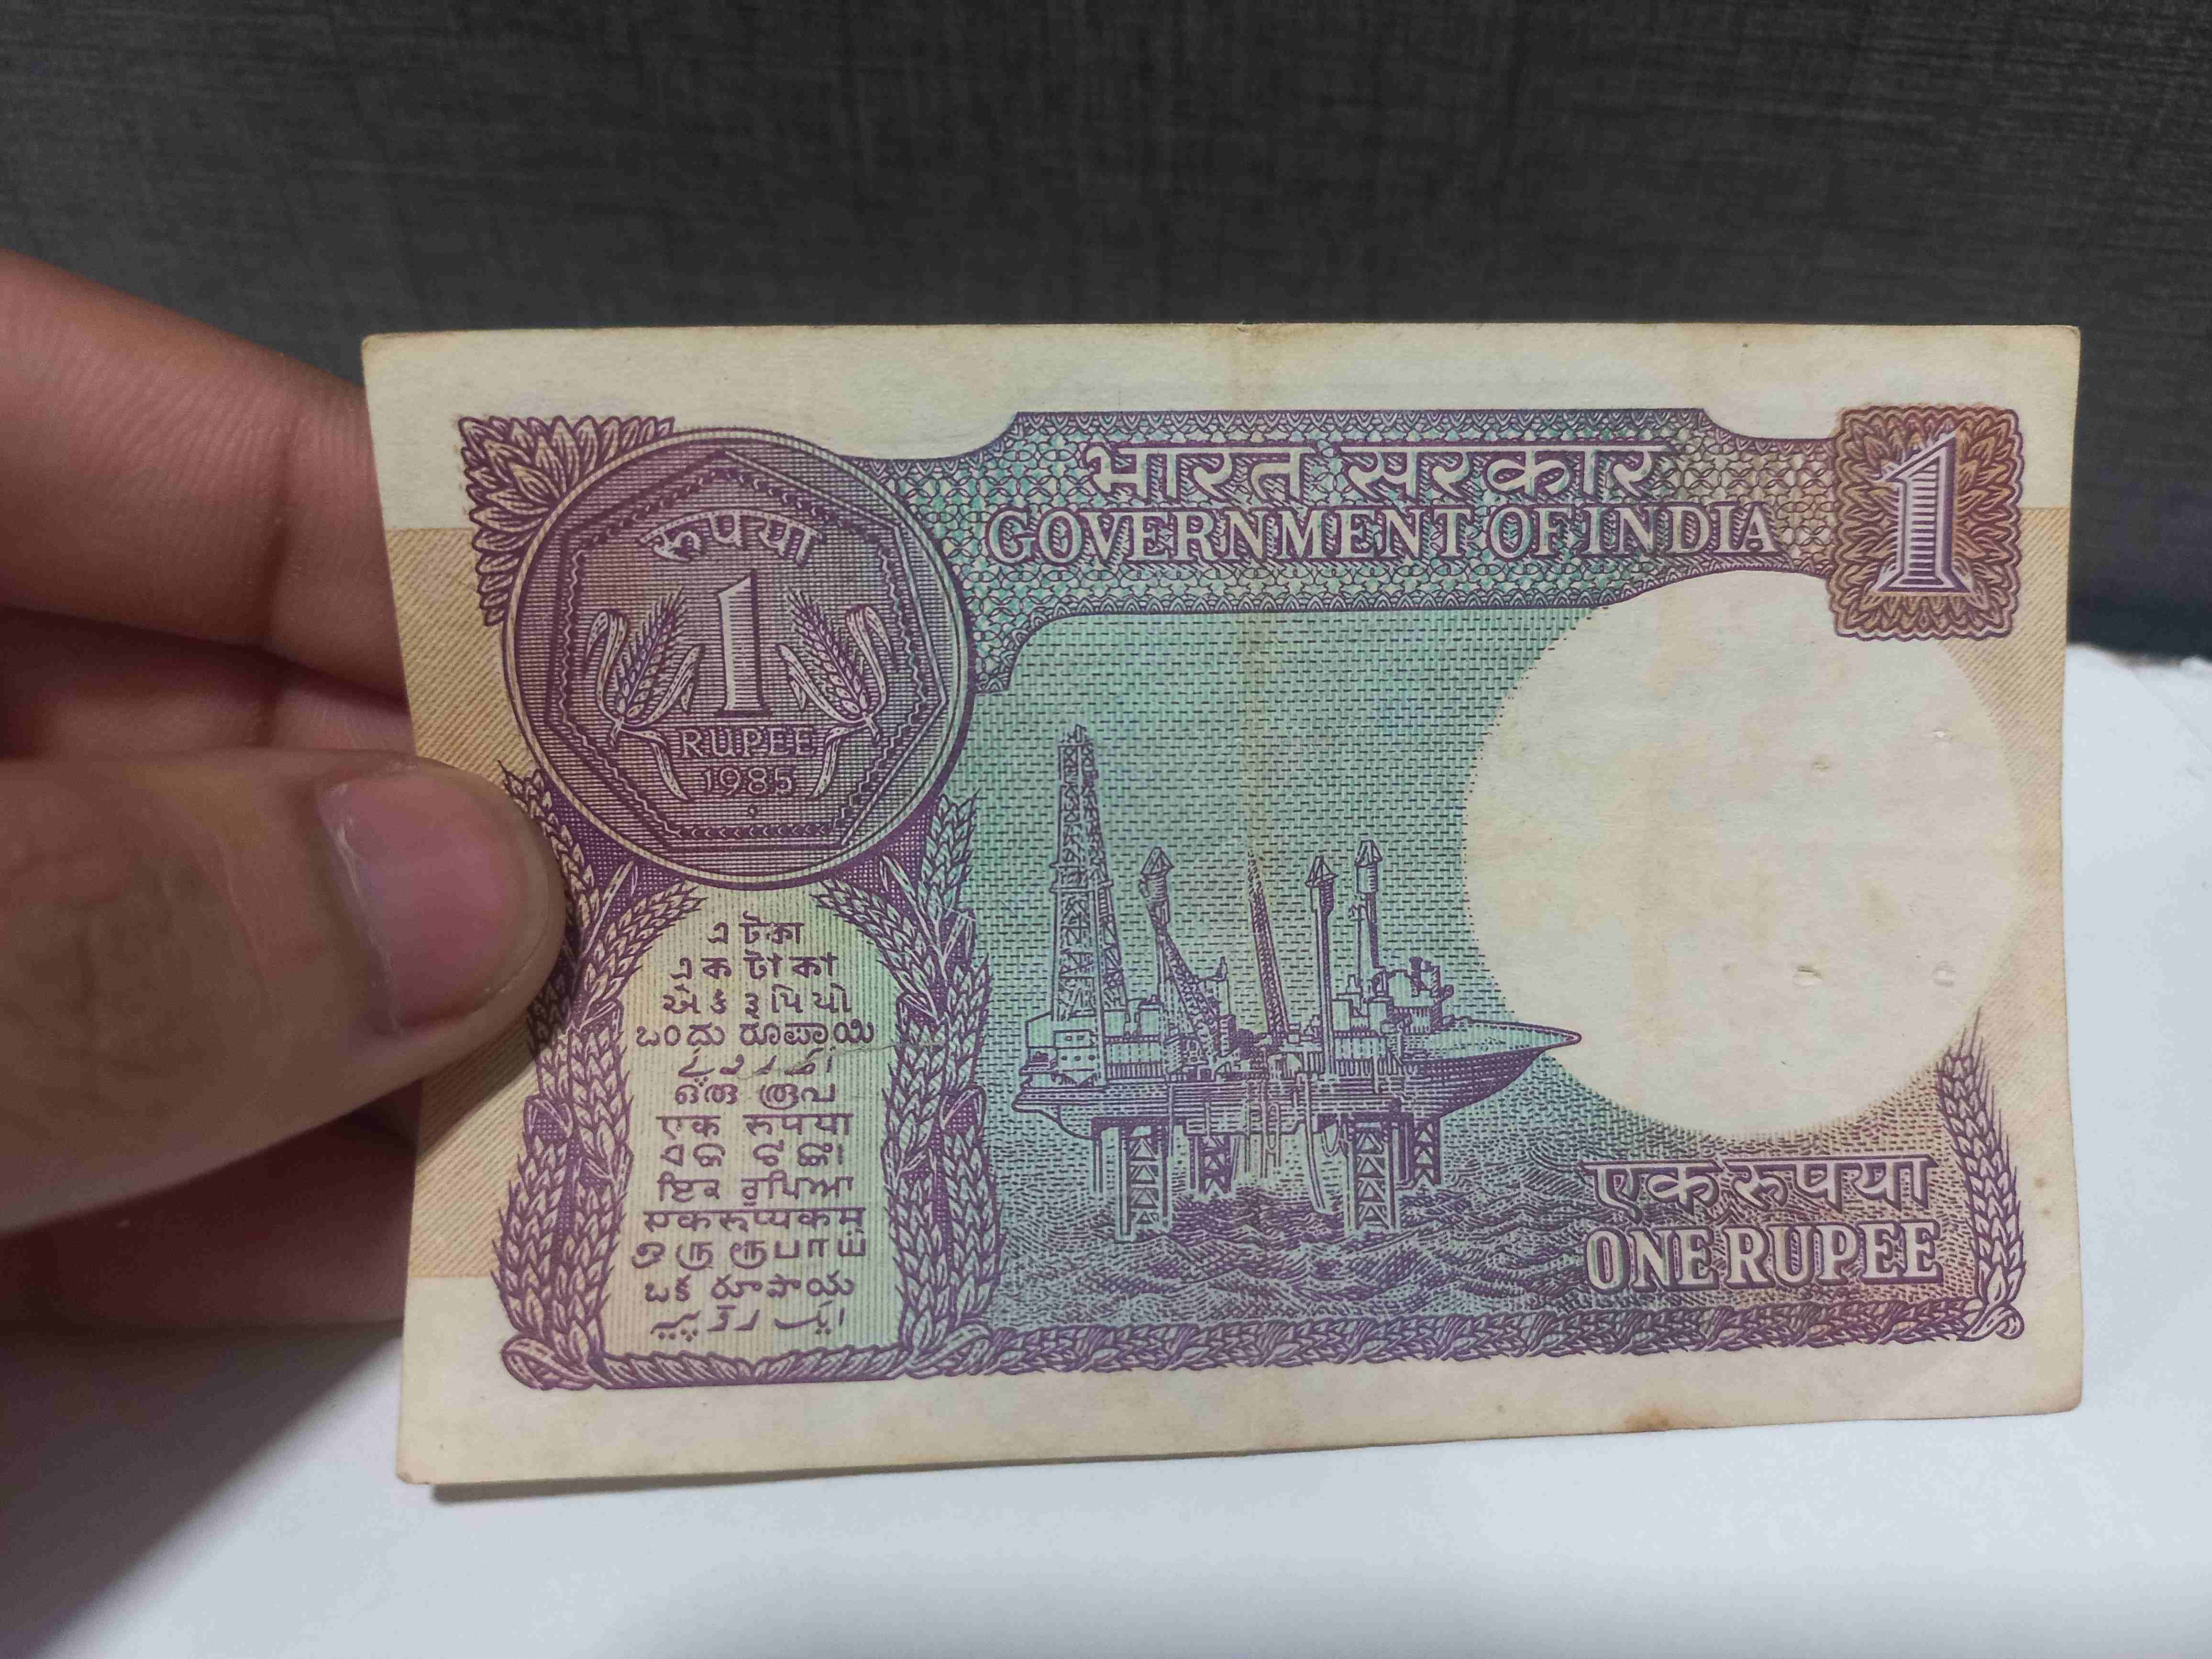 भारत सरकार
GOVERNMENT OF INDIA
1
रुपया
1
RUPEE
1985
এ টকা
এক টাকা
એક રૂપિયો
ಒಂದು ರೂಪಾಯಿ
ഒരു രൂപ
एक रुपया
ଏକ ଟଙ୍କା
ਇਕ ਰੁਪਿਆ
एकरूप्यकम्
ஒரு ரூபாய்
ఒక రూపాయ
ایک روپیہ
एक रुपया
ONE RUPEE